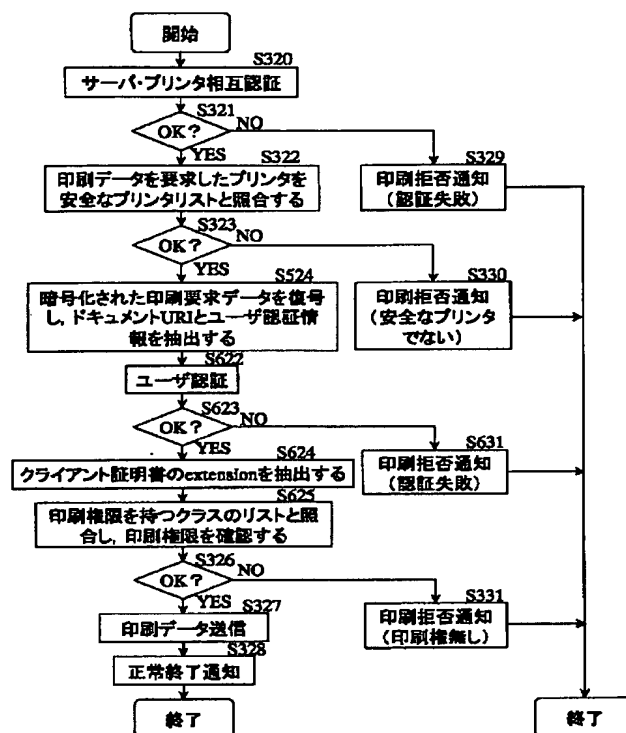 開始
S320
サーバ・プリンタ相互認証
S321
OK?
NO
YES
S322
印刷データを要求したプリンタを
安全なプリンタリストと照合する
S329
印刷拒否通知
(認証失敗)
S323
OK?
NO
YES
S524
暗号化された印刷要求データを復号
し,ドキュメントURIとユーザ認証情
報を抽出する
S330
印刷拒否通知
(安全なプリンタ
でない)
S622
ユーザ認証
S623
OK?
NO
YES
S624
クライアント証明書のextensionを抽出する
S631
印刷拒否通知
(認証失敗)
S625
印刷権限を持つクラスのリストと照
合し,印刷権限を確認する
S326
OK?
NO
YES
S327
印刷データ送信
S331
印刷拒否通知
(印刷権無し)
S328
正常終了通知
終了
終了